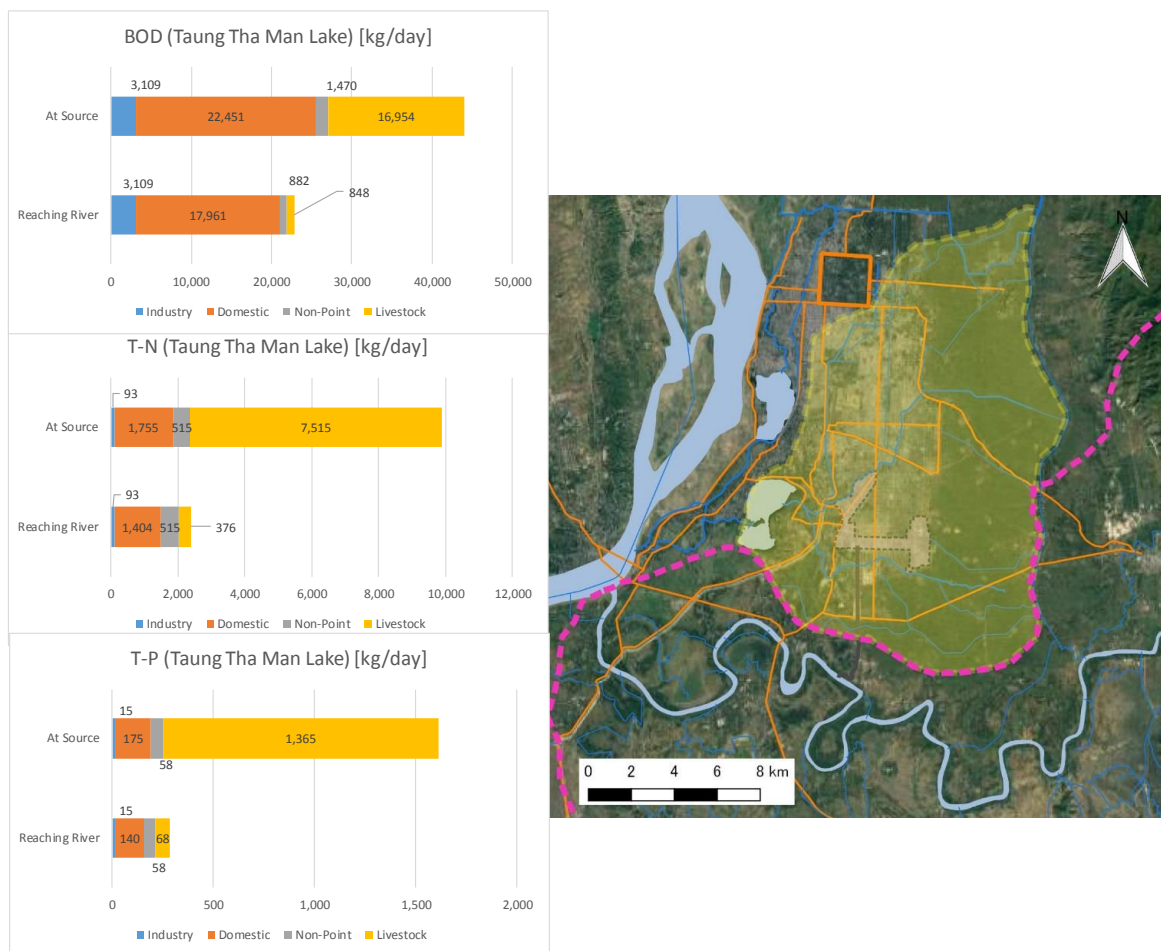 BOD (Taung Tha Man Lake) [kg/day]
3,109 1,470
At Source 22,451 16,954
3,109 882
848
Reaching River 17,961
0 10,000 20,000 30,000 40,000 50,000
Industry Domestic Non-Point Livestock
T-N (Taung Tha Man Lake) [kg/day]
93
At Source 1,755 515 7,515
93
Reaching River 1,404 515 376
0 2,000 4,000 6,000 8,000 10,000 12,000
Industry Domestic Non-Point Livestock
T-P (Taung Tha Man Lake) [kg/day]
15
At Source 175 1,365
58
15
Reaching River 140 68
58
0 500 1,000 1,500 2,000
Industry Domestic Non-Point Livestock
N
0 2 4 6 8 km